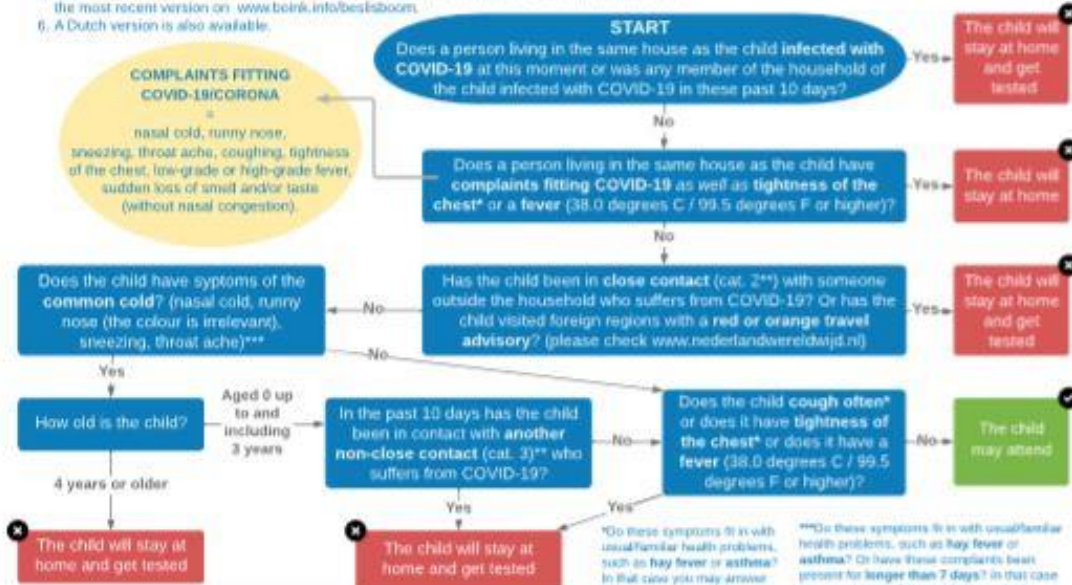 the most recent version on www.boink.info/beslisboom.
6. A Dutch version is also available.
START
Does a person living in the same house as the child infected with
COVID-19 at this moment or was any member of the household of
the child infected with COVID-19 in these past 10 days?
Yes
The child will
stay at home
and get
tested
COMPLAINTS FITTING
COVID-19/CORONA
=
nasal cold, runny nose,
sneezing, throat ache, coughing, tightness
of the chest, low-grade or high-grade fever,
sudden loss of smell and/or taste
(without nasal congestion).
No
Does a person living in the same house as the child have
complaints fitting COVID-19 as well as tightness of the
chest* or a fever (38.0 degrees C / 99.5 degrees F or higher)?
Yes
The child will
stay at home
No
Has the child been in close contact (cat. 2**) with someone
outside the household who suffers from COVID-19? Or has the
child visited foreign regions with a red or orange travel
advisory? (please check www.nederlandwereldwijd.nl)
Yes
The child will
stay at home
and get
tested
No
Does the child have syptoms of the
common cold? (nasal cold, runny
nose (the colour is irrelevant),
sneezing, throat ache)***
No
Yes
How old is the child?
Aged 0 up
to and
including
3 years
In the past 10 days has the child
been in contact with another
non-close contact (cat. 3)** who
suffers from COVID-19?
No
Does the child cough often*
or does it have tightness of
the chest* or does it have a
fever (38.0 degrees C / 99.5
degrees F or higher)?
No
The child
may attend
4 years or older
Yes
Yes
The child will stay at
home and get tested
The child will stay at
home and get tested
*Do these symptoms fit in with
usual/familiar health problems,
such as hay fever or asthma?
In that case you may answer
***Do these symptoms fit in with usual/familiar
health problems, such as hay fever or
asthma? Or have these complaints been
present for longer than 7 days? In that case